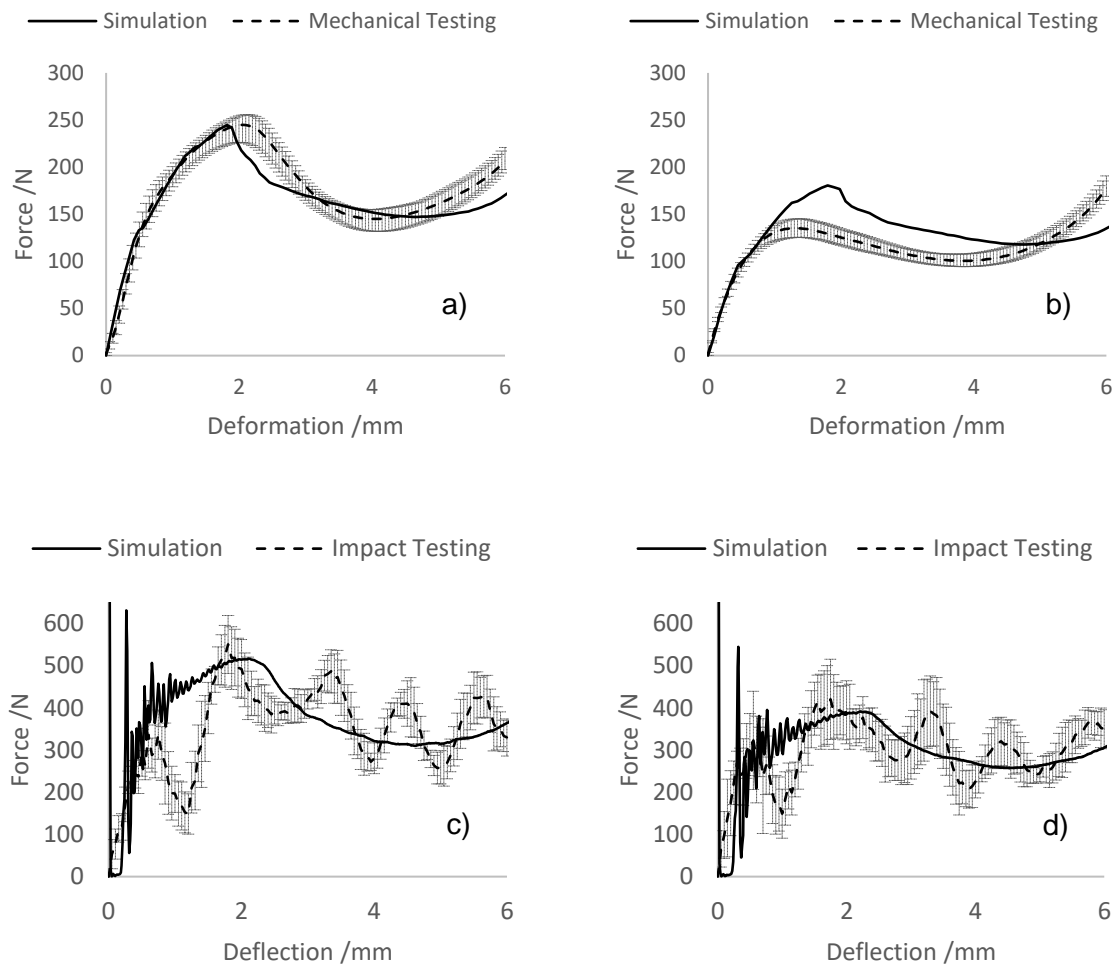 Simulation Mechanical Testing
300
250
200
150
100
50
0
Force /N
0 2 4 6
Deformation /mm
a)
Simulation Mechanical Testing
300
250
200
150
100
50
0
Force /N
0 2 4 6
Deformation /mm
b)
Simulation Impact Testing
600
500
400
300
200
100
0
Force /N
0 2 4 6
Deflection /mm
c)
Simulation Impact Testing
600
500
400
300
200
100
0
Force /N
0 2 4 6
Deflection /mm
d)